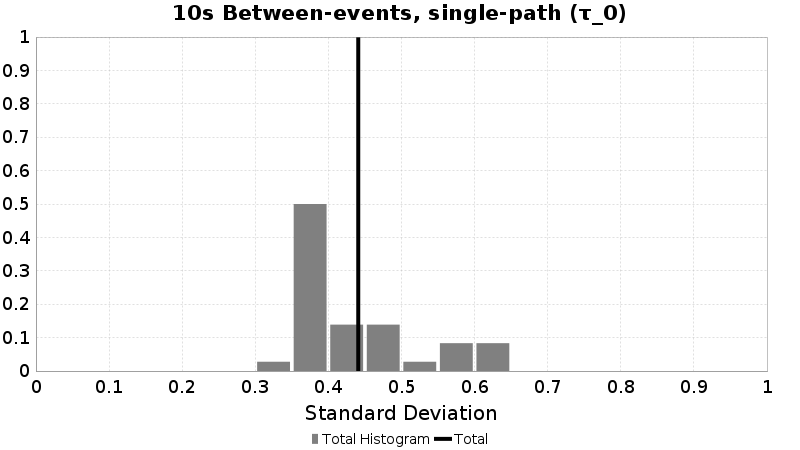 10s Between-events, single-path (τ_0)
1
0.9
0.8
0.7
0.6
0.5
0.4
0.3
0.2
0.1
0
0 0.1 0.2 0.3 0.4 0.5 0.6 0.7 0.8 0.9 1
Standard Deviation
Total Histogram Total